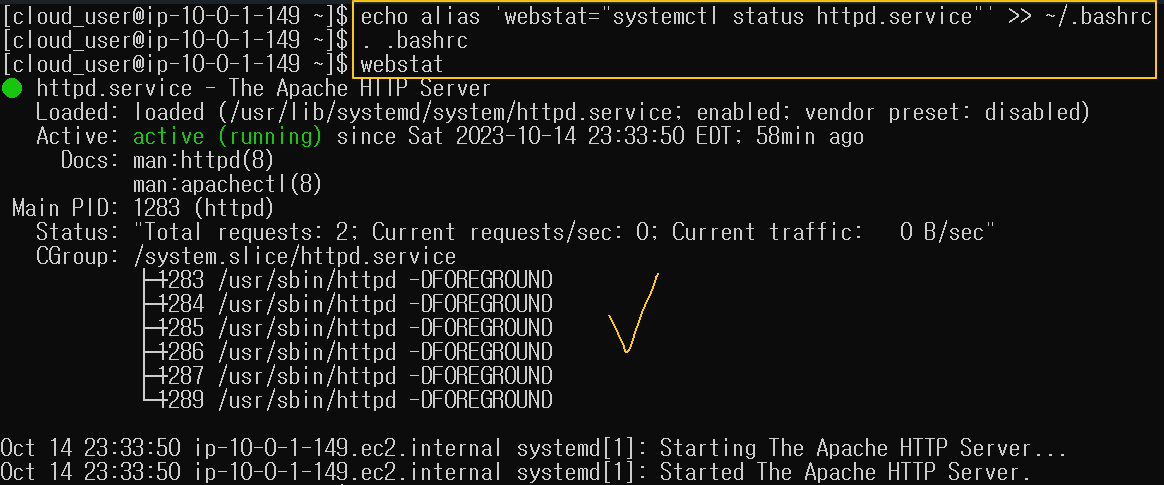 [cloud_user@ip-10-0-1-149 ~]$ echo alias 'webstat="systemctl status httpd.service"' >> ~/.bashrc
[cloud_user@ip-10-0-1-149 ~]$ . .bashrc
[cloud_user@ip-10-0-1-149 ~]$ webstat
● httpd.service - The Apache HTTP Server
   Loaded: loaded (/usr/lib/systemd/system/httpd.service; enabled; vendor preset: disabled)
   Active: active (running) since Sat 2023-10-14 23:33:50 EDT; 58min ago
     Docs: man:httpd(8)
           man:apachectl(8)
 Main PID: 1283 (httpd)
   Status: "Total requests: 2; Current requests/sec: 0; Current traffic:   0 B/sec"
   CGroup: /system.slice/httpd.service
           ├─1283 /usr/sbin/httpd -DFOREGROUND
           ├─1284 /usr/sbin/httpd -DFOREGROUND
           ├─1285 /usr/sbin/httpd -DFOREGROUND
           ├─1286 /usr/sbin/httpd -DFOREGROUND
           ├─1287 /usr/sbin/httpd -DFOREGROUND
           └─1289 /usr/sbin/httpd -DFOREGROUND
Oct 14 23:33:50 ip-10-0-1-149.ec2.internal systemd[1]: Starting The Apache HTTP Server...
Oct 14 23:33:50 ip-10-0-1-149.ec2.internal systemd[1]: Started The Apache HTTP Server.